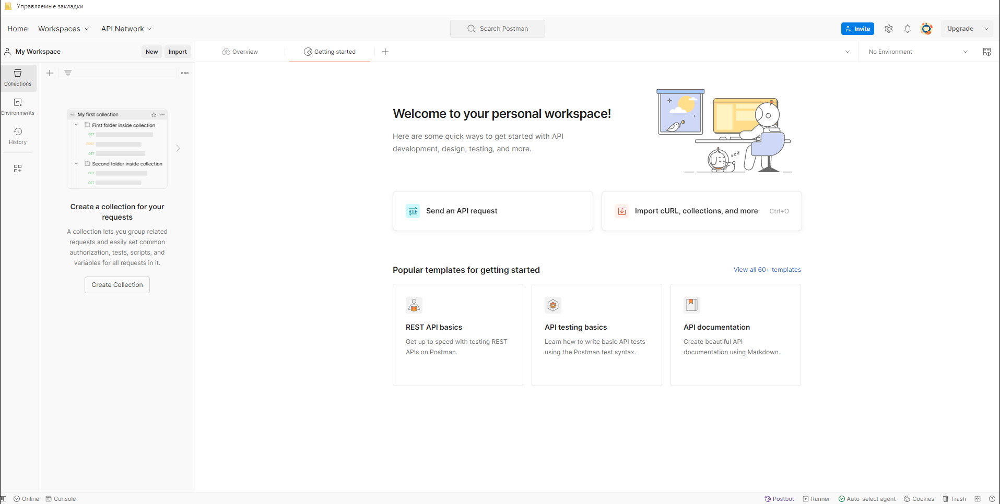 Управляемые закладки
Home Workspaces API Network Search Postman Invite Upgrade
My Workspace New Import Overview Getting started No Environment
Collections
Environments
History
My first collection
First folder inside collection
GET
POST
GET
Second folder inside collection
GET
GET
Create a collection for your
requests
A collection lets you group related
requests and easily set common
authorization, tests, scripts, and
variables for all requests in it.
Create Collection
Welcome to your personal workspace!
Here are some quick ways to get started with API
development, design, testing, and more.
zzZ
HTTP Send an API request
Import cURL, collections, and more Ctrl+O
Popular templates for getting started View all 60+ templates
REST API basics
Get up to speed with testing REST
APIs on Postman.
API testing basics
Learn how to write basic API tests
using the Postman test syntax.
API documentation
Create beautiful API
documentation using Markdown.
Online Console Postbot Runner Auto-select agent Cookies Trash